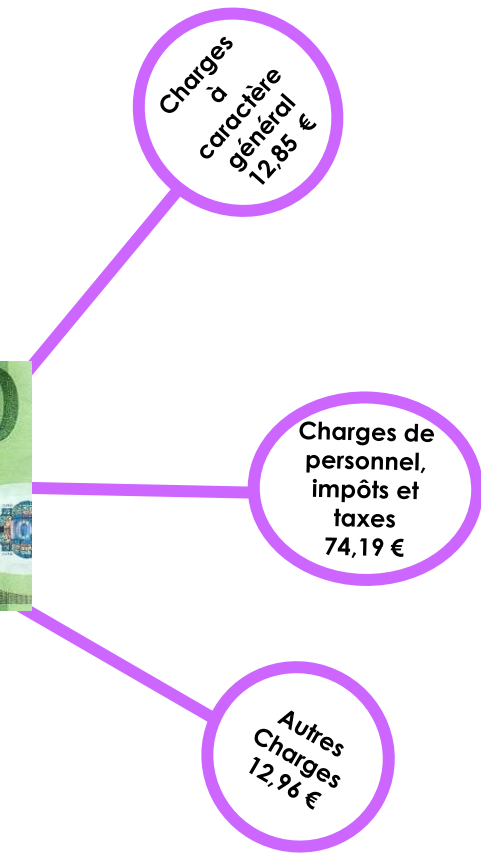 Charges
à
caractère
général
12,85 €
Charges de
personnel,
impôts et
taxes
74,19 €
Autres
Charges
12,96 €